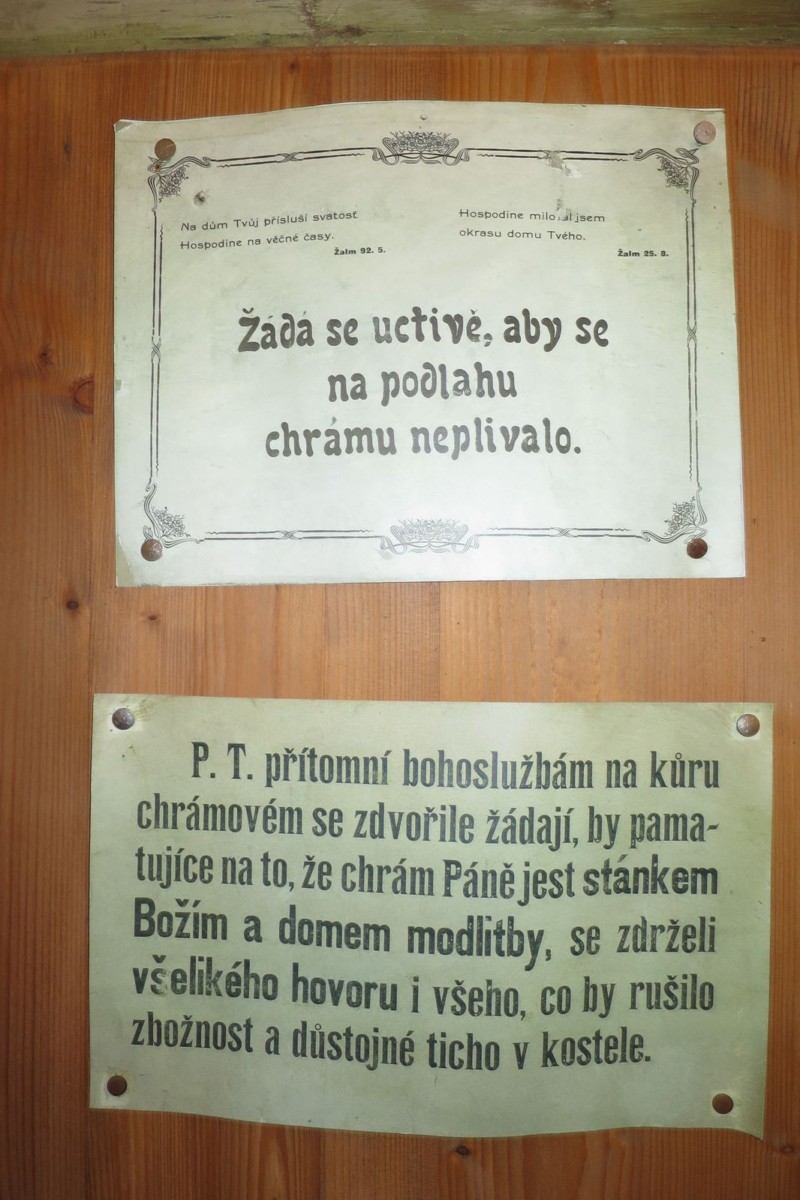 Na dům Tvůj přísluší svatost
Hospodine na věčné časy.
Žalm 92. 5.
Hospodine miloval jsem
okrasu domu Tvého.
Žalm 25. 8.
Žádá se uctivě, aby se
na podlahu
chrámu neplivalo.
P. T. přítomní bohoslužbám na kůru
chrámovém se zdvořile žádají, by pama-
tujíce na to, že chrám Páně jest stánkem
Božím a domem modlitby, se zdrželi
všelikého hovoru i všeho, co by rušilo
zbožnost a důstojné ticho v kostele.